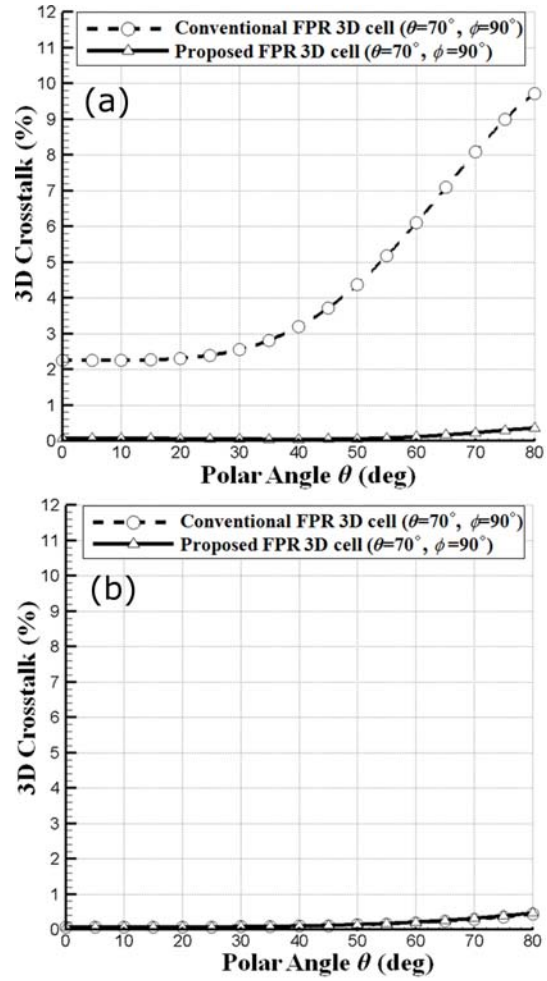 12
Conventional FPR 3D cell (θ=70°, ϕ=90°)
11
Proposed FPR 3D cell (θ=70°, ϕ=90°)
10
(a)
9
8
7
6
5
4
3
2
1
0
3D Crosstalk (%)
0 10 20 30 40 50 60 70 80
Polar Angle θ (deg)
12
Conventional FPR 3D cell (θ=70°, ϕ=90°)
11
Proposed FPR 3D cell (θ=70°, ϕ=90°)
10
(b)
9
8
7
6
5
4
3
2
1
0
3D Crosstalk (%)
0 10 20 30 40 50 60 70 80
Polar Angle θ (deg)